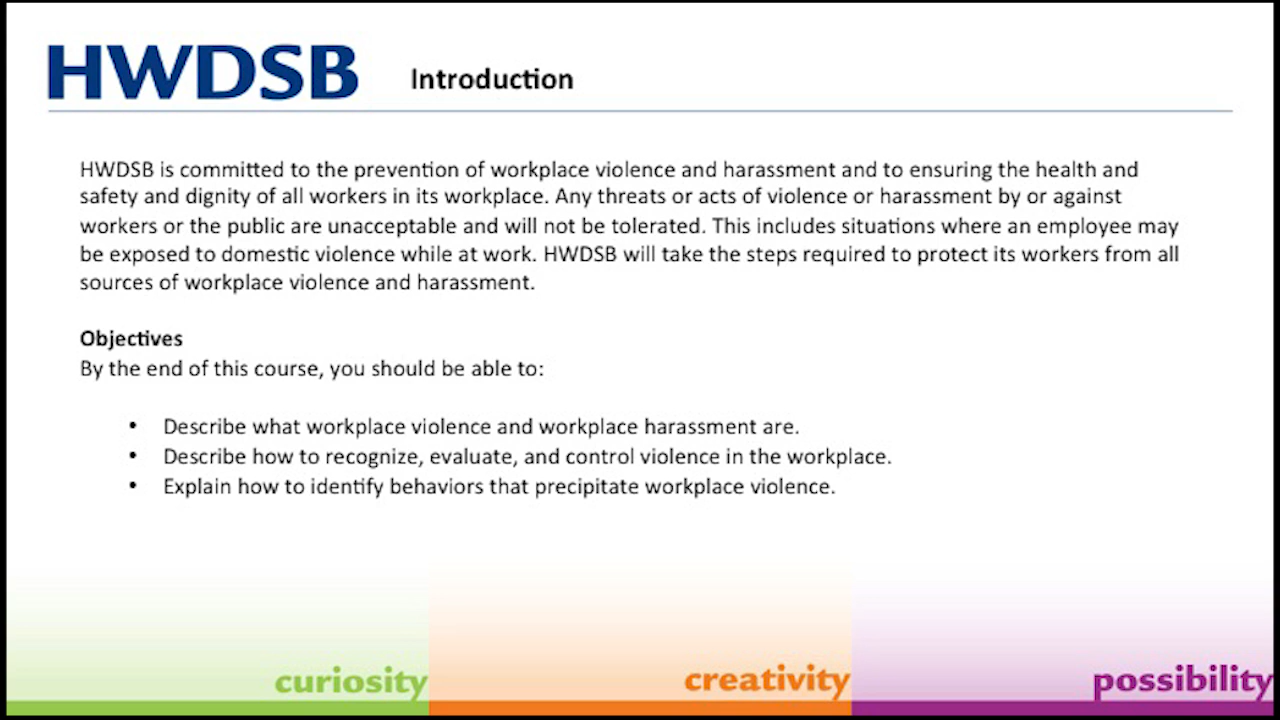 HWDSB
Introduction
HWDSB is committed to the prevention of workplace violence and harassment and to ensuring the health and
safety and dignity of all workers in its workplace. Any threats or acts of violence or harassment by or against
workers or the public are unacceptable and will not be tolerated. This includes situations where an employee may
be exposed to domestic violence while at work. HWDSB will take the steps required to protect its workers from all
sources of workplace violence and harassment.
Objectives
By the end of this course, you should be able to:
• Describe what workplace violence and workplace harassment are.
• Describe how to recognize, evaluate, and control violence in the workplace.
• Explain how to identify behaviors that precipitate workplace violence.
curiosity
creativity
possibility